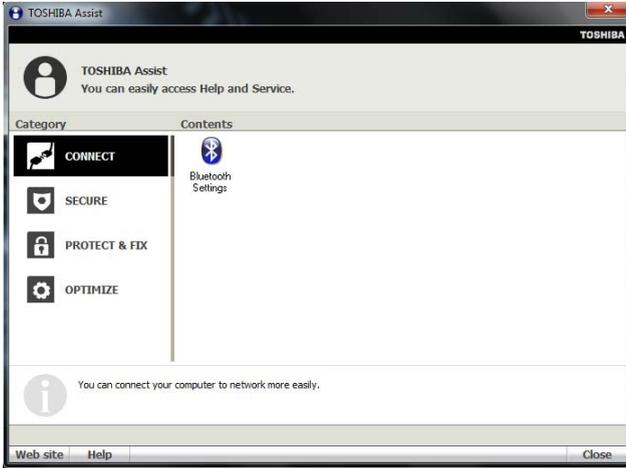 TOSHIBA Assist
TOSHIBA
TOSHIBA Assist
You can easily access Help and Service.
Category
Contents
CONNECT
Bluetooth
Settings
SECURE
PROTECT & FIX
OPTIMIZE
You can connect your computer to network more easily.
Web site
Help
Close